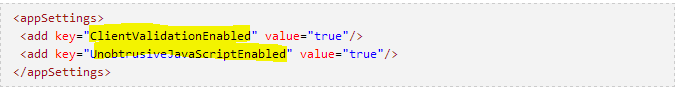 <appSettings>
<add key="ClientValidationEnabled" value="true"/>
<add key="UnobtrusiveJavaScriptEnabled" value="true"/>
</appSettings>